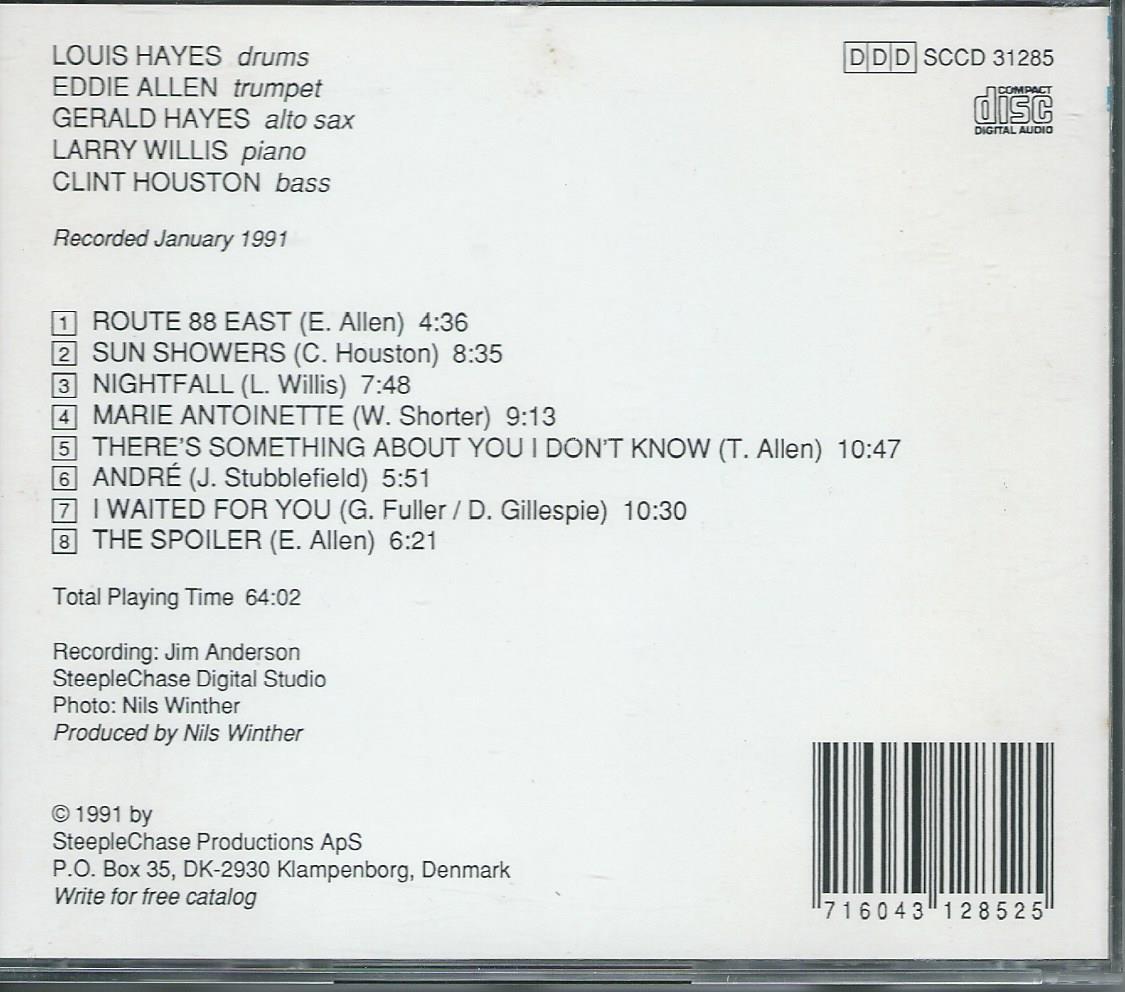 LOUIS HAYES drums
EDDIE ALLEN trumpet
GERALD HAYES alto sax
LARRY WILLIS piano
CLINT HOUSTON bass
Recorded January 1991
DDD SCCD 31285
COMPACT
disc
DIGITAL AUDIO
1 ROUTE 88 EAST (E. Allen) 4:36
2 SUN SHOWERS (C. Houston) 8:35
3 NIGHTFALL (L. Willis) 7:48
4 MARIE ANTOINETTE (W. Shorter) 9:13
5 THERE'S SOMETHING ABOUT YOU I DON'T KNOW (T. Allen) 10:47
6 ANDRÉ (J. Stubblefield) 5:51
7 I WAITED FOR YOU (G. Fuller / D. Gillespie) 10:30
8 THE SPOILER (E. Allen) 6:21
Total Playing Time 64:02
Recording: Jim Anderson
SteepleChase Digital Studio
Photo: Nils Winther
Produced by Nils Winther
© 1991 by
SteepleChase Productions ApS
P.O. Box 35, DK-2930 Klampenborg, Denmark
Write for free catalog
716043 128525